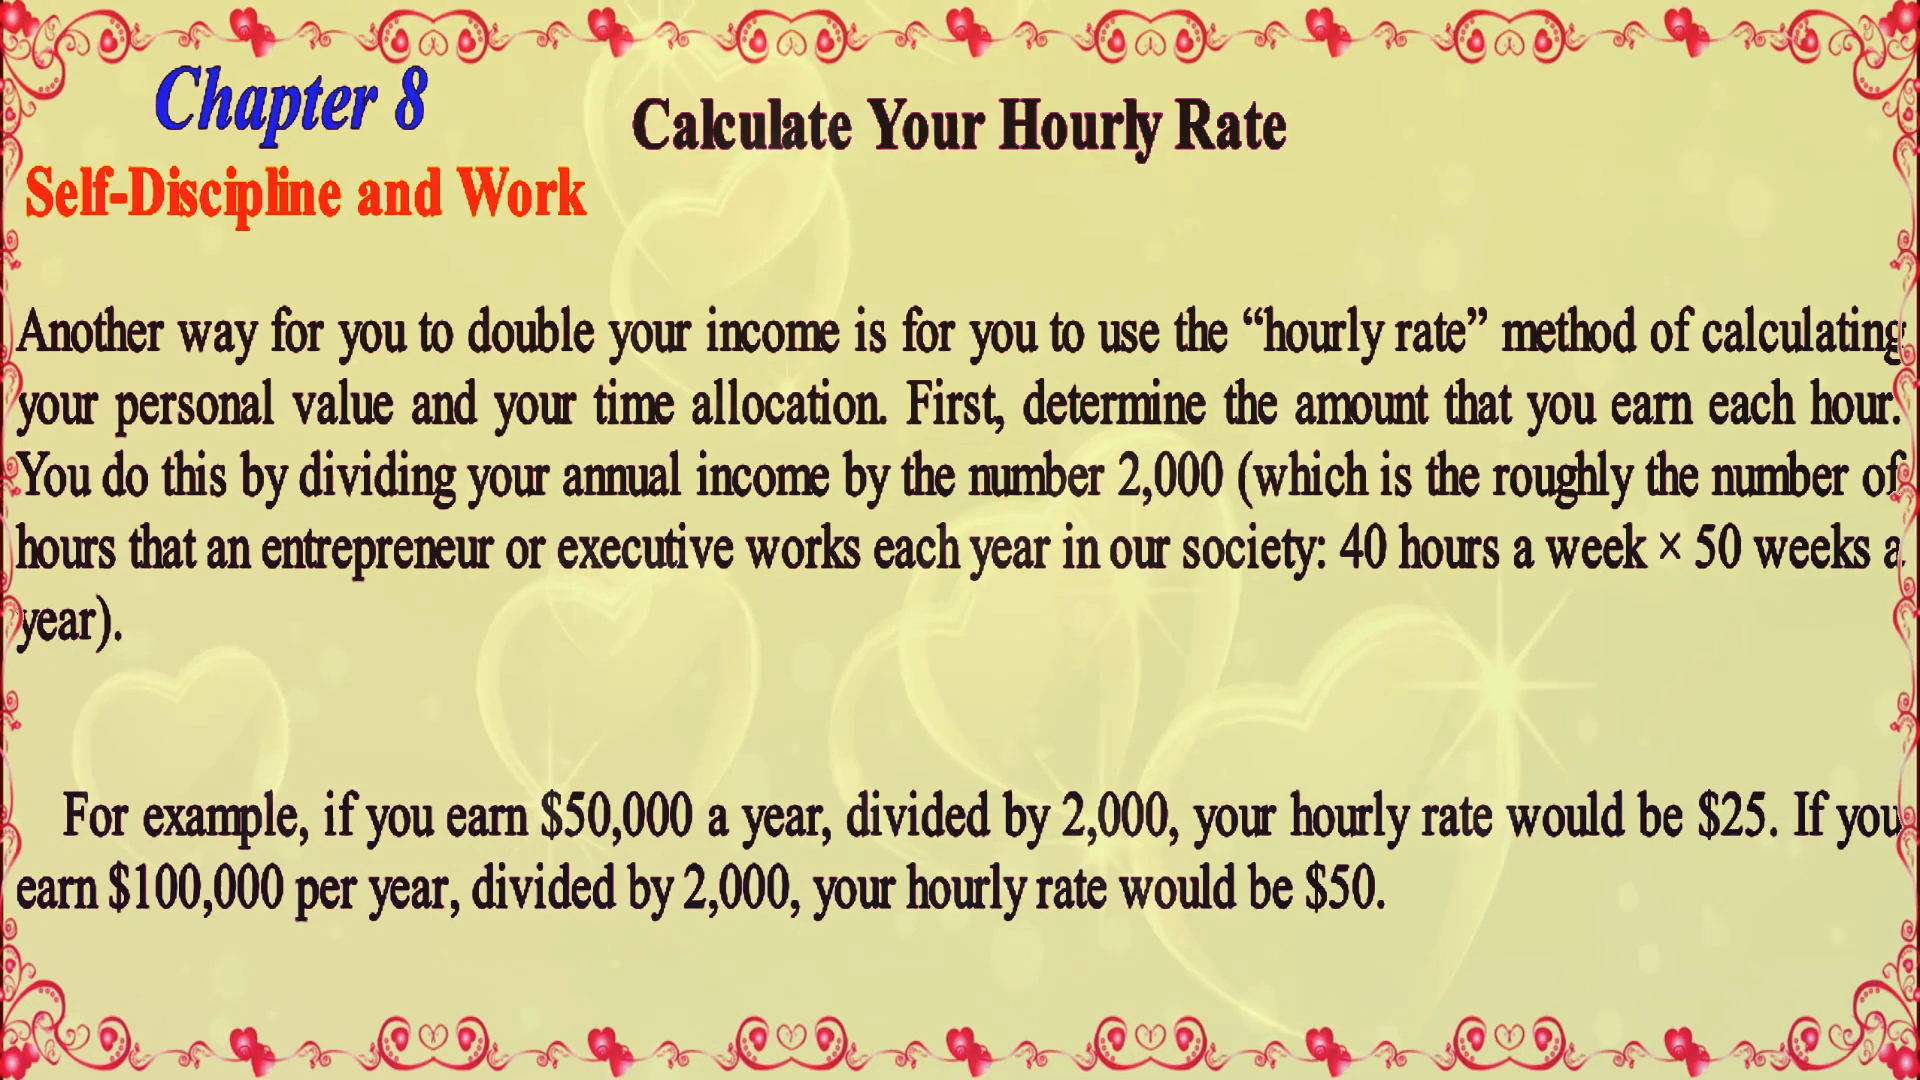 Chapter 8
Calculate Your Hourly Rate
Self-Discipline and Work
Another way for you to double your income is for you to use the “hourly rate” method of calculating
your personal value and your time allocation. First, determine the amount that you earn each hour.
You do this by dividing your annual income by the number 2,000 (which is the roughly the number of
hours that an entrepreneur or executive works each year in our society: 40 hours a week × 50 weeks a
year).
For example, if you earn $50,000 a year, divided by 2,000, your hourly rate would be $25. If you
earn $100,000 per year, divided by 2,000, your hourly rate would be $50.